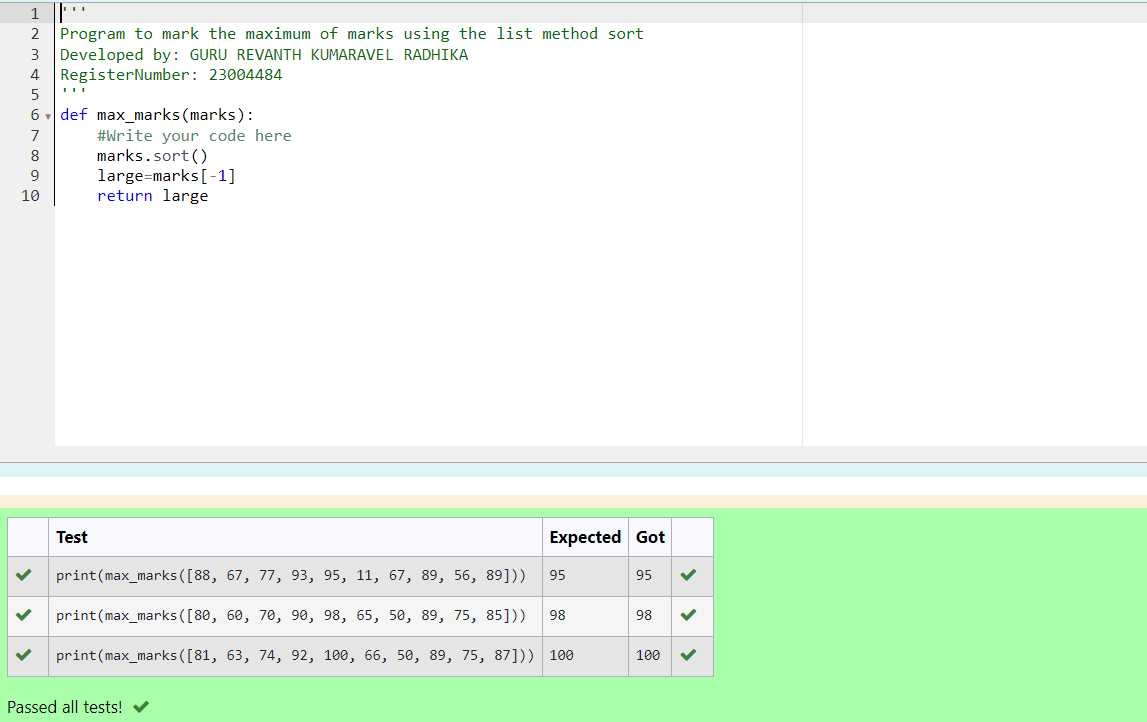 1 '''
2 Program to mark the maximum of marks using the list method sort
3 Developed by: GURU REVANTH KUMARAVEL RADHIKA
4 RegisterNumber: 23004484
5 '''
6 def max_marks(marks):
7     #Write your code here
8     marks.sort()
9     large=marks[-1]
10     return large
Test Expected Got
print(max_marks([88, 67, 77, 93, 95, 11, 67, 89, 56, 89])) 95 95
print(max_marks([80, 60, 70, 90, 98, 65, 50, 89, 75, 85])) 98 98
print(max_marks([81, 63, 74, 92, 100, 66, 50, 89, 75, 87])) 100 100
Passed all tests!